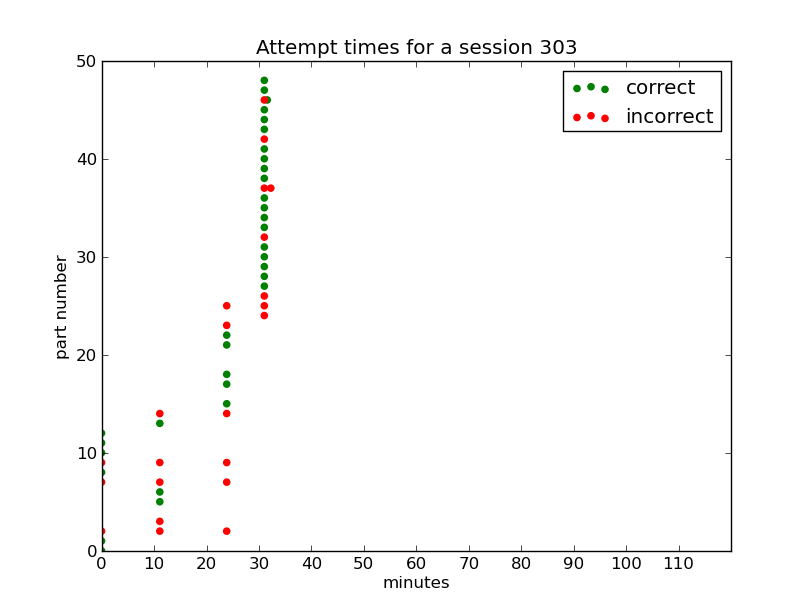 Attempt times for a session 303
correct
incorrect
50
40
30
20
10
0
part number
0 10 20 30 40 50 60 70 80 90 100 110
minutes